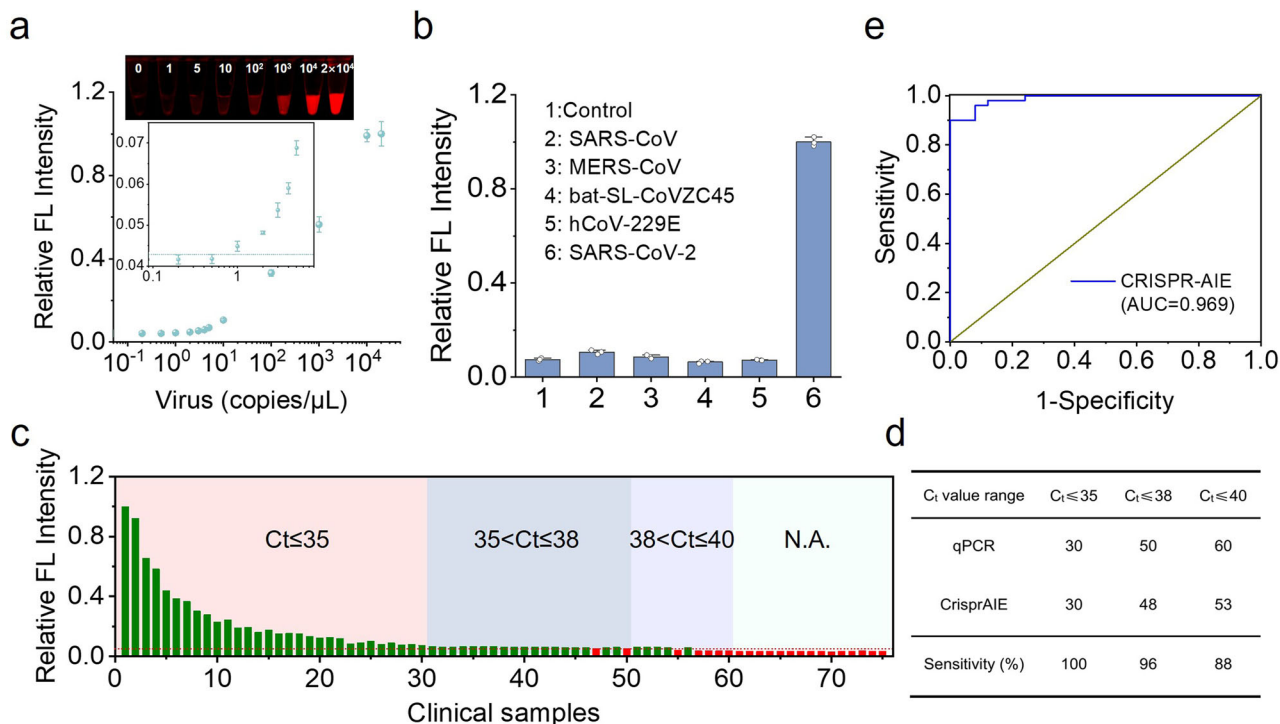 a
0 1 5 10 10² 10³ 10⁴ 2×10⁴
1.2
0.8
0.4
0.0
Relative FL Intensity
0.07
0.06
0.05
0.04
0.1 1
10⁻¹ 10⁰ 10¹ 10² 10³ 10⁴
Virus (copies/µL)
b
1.2
0.8
0.4
0.0
Relative FL Intensity
1:Control
2: SARS-CoV
3: MERS-CoV
4: bat-SL-CoVZC45
5: hCoV-229E
6: SARS-CoV-2
1 2 3 4 5 6
e
1.0
0.8
0.6
0.4
0.2
0.0
Sensitivity
CRISPR-AIE
(AUC=0.969)
0.0 0.2 0.4 0.6 0.8 1.0
1-Specificity
c
1.2
0.8
0.4
0.0
Relative FL Intensity
Ct≤35 35<Ct≤38 38<Ct≤40 N.A.
0 10 20 30 40 50 60 70
Clinical samples
d
Cₜ value range Cₜ≤35 Cₜ≤38 Cₜ≤40
qPCR 30 50 60
CrisprAIE 30 48 53
Sensitivity (%) 100 96 88